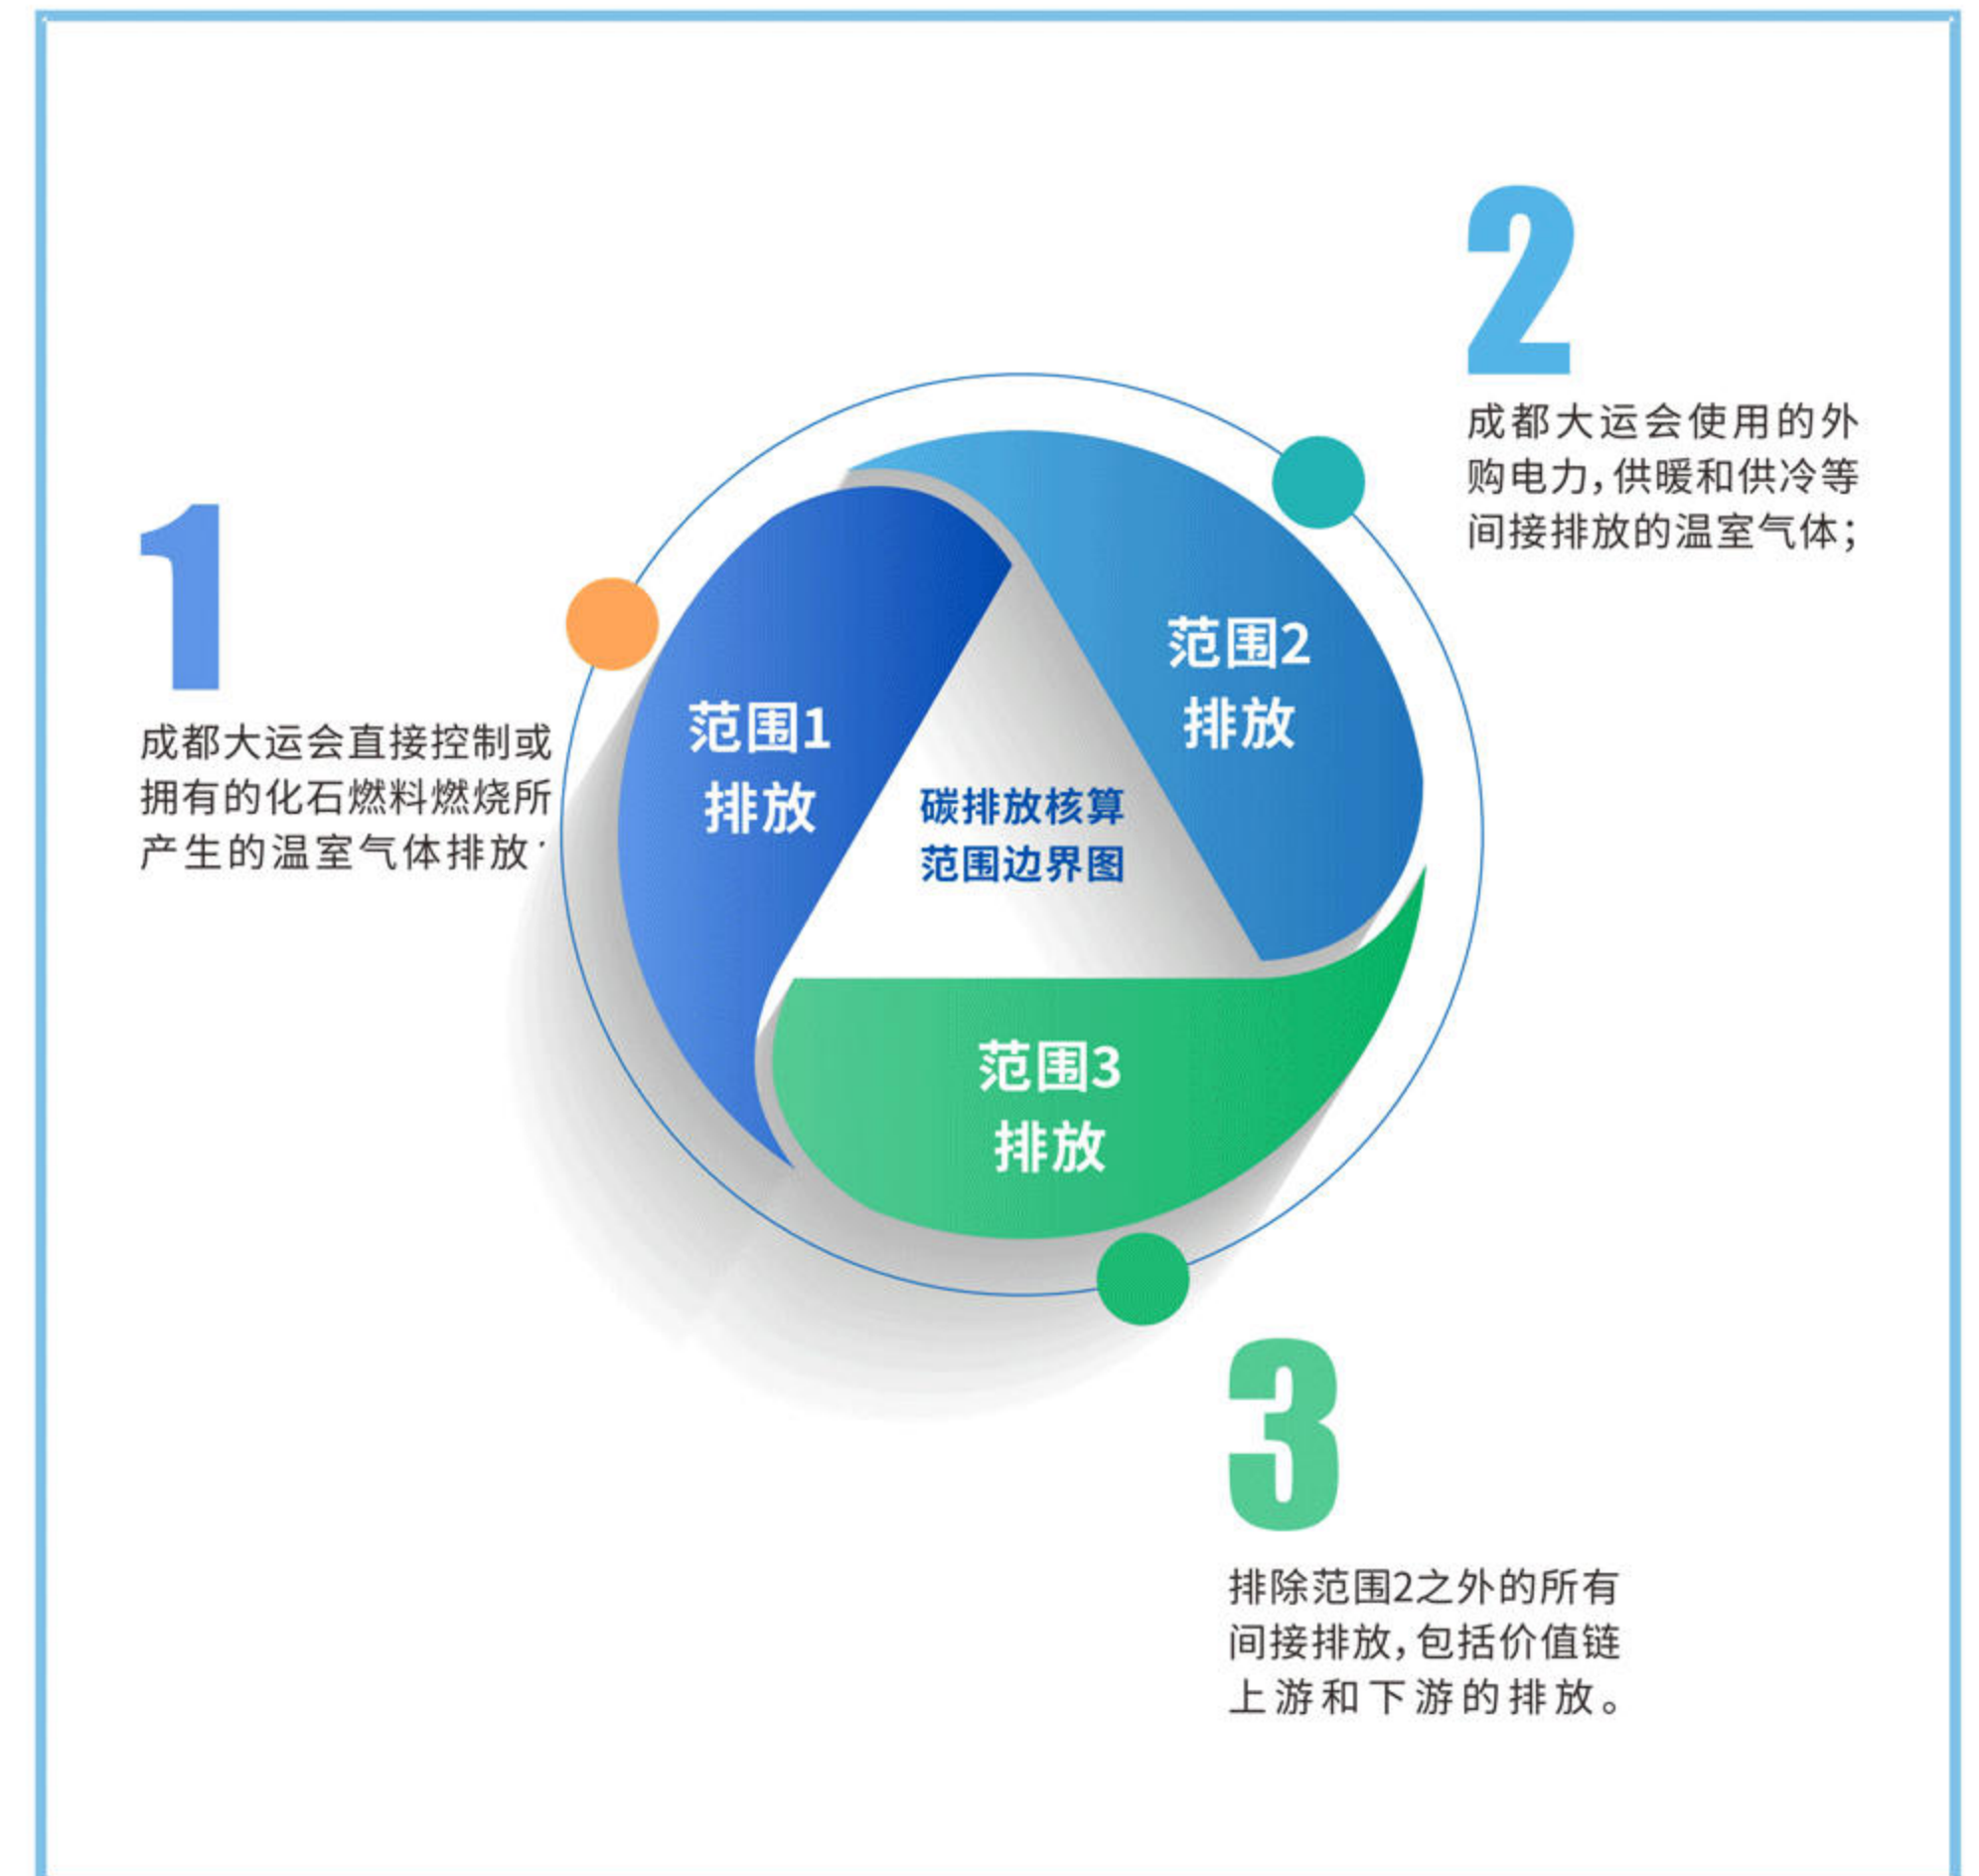 1
成都大运会直接控制或
拥有的化石燃料燃烧所
产生的温室气体排放
2
成都大运会使用的外
购电力，供暖和供冷等
间接排放的温室气体；
范围1
排放
范围2
排放
碳排放核算
范围边界图
范围3
排放
3
排除范围2之外的所有
间接排放，包括价值链
上游和下游的排放。